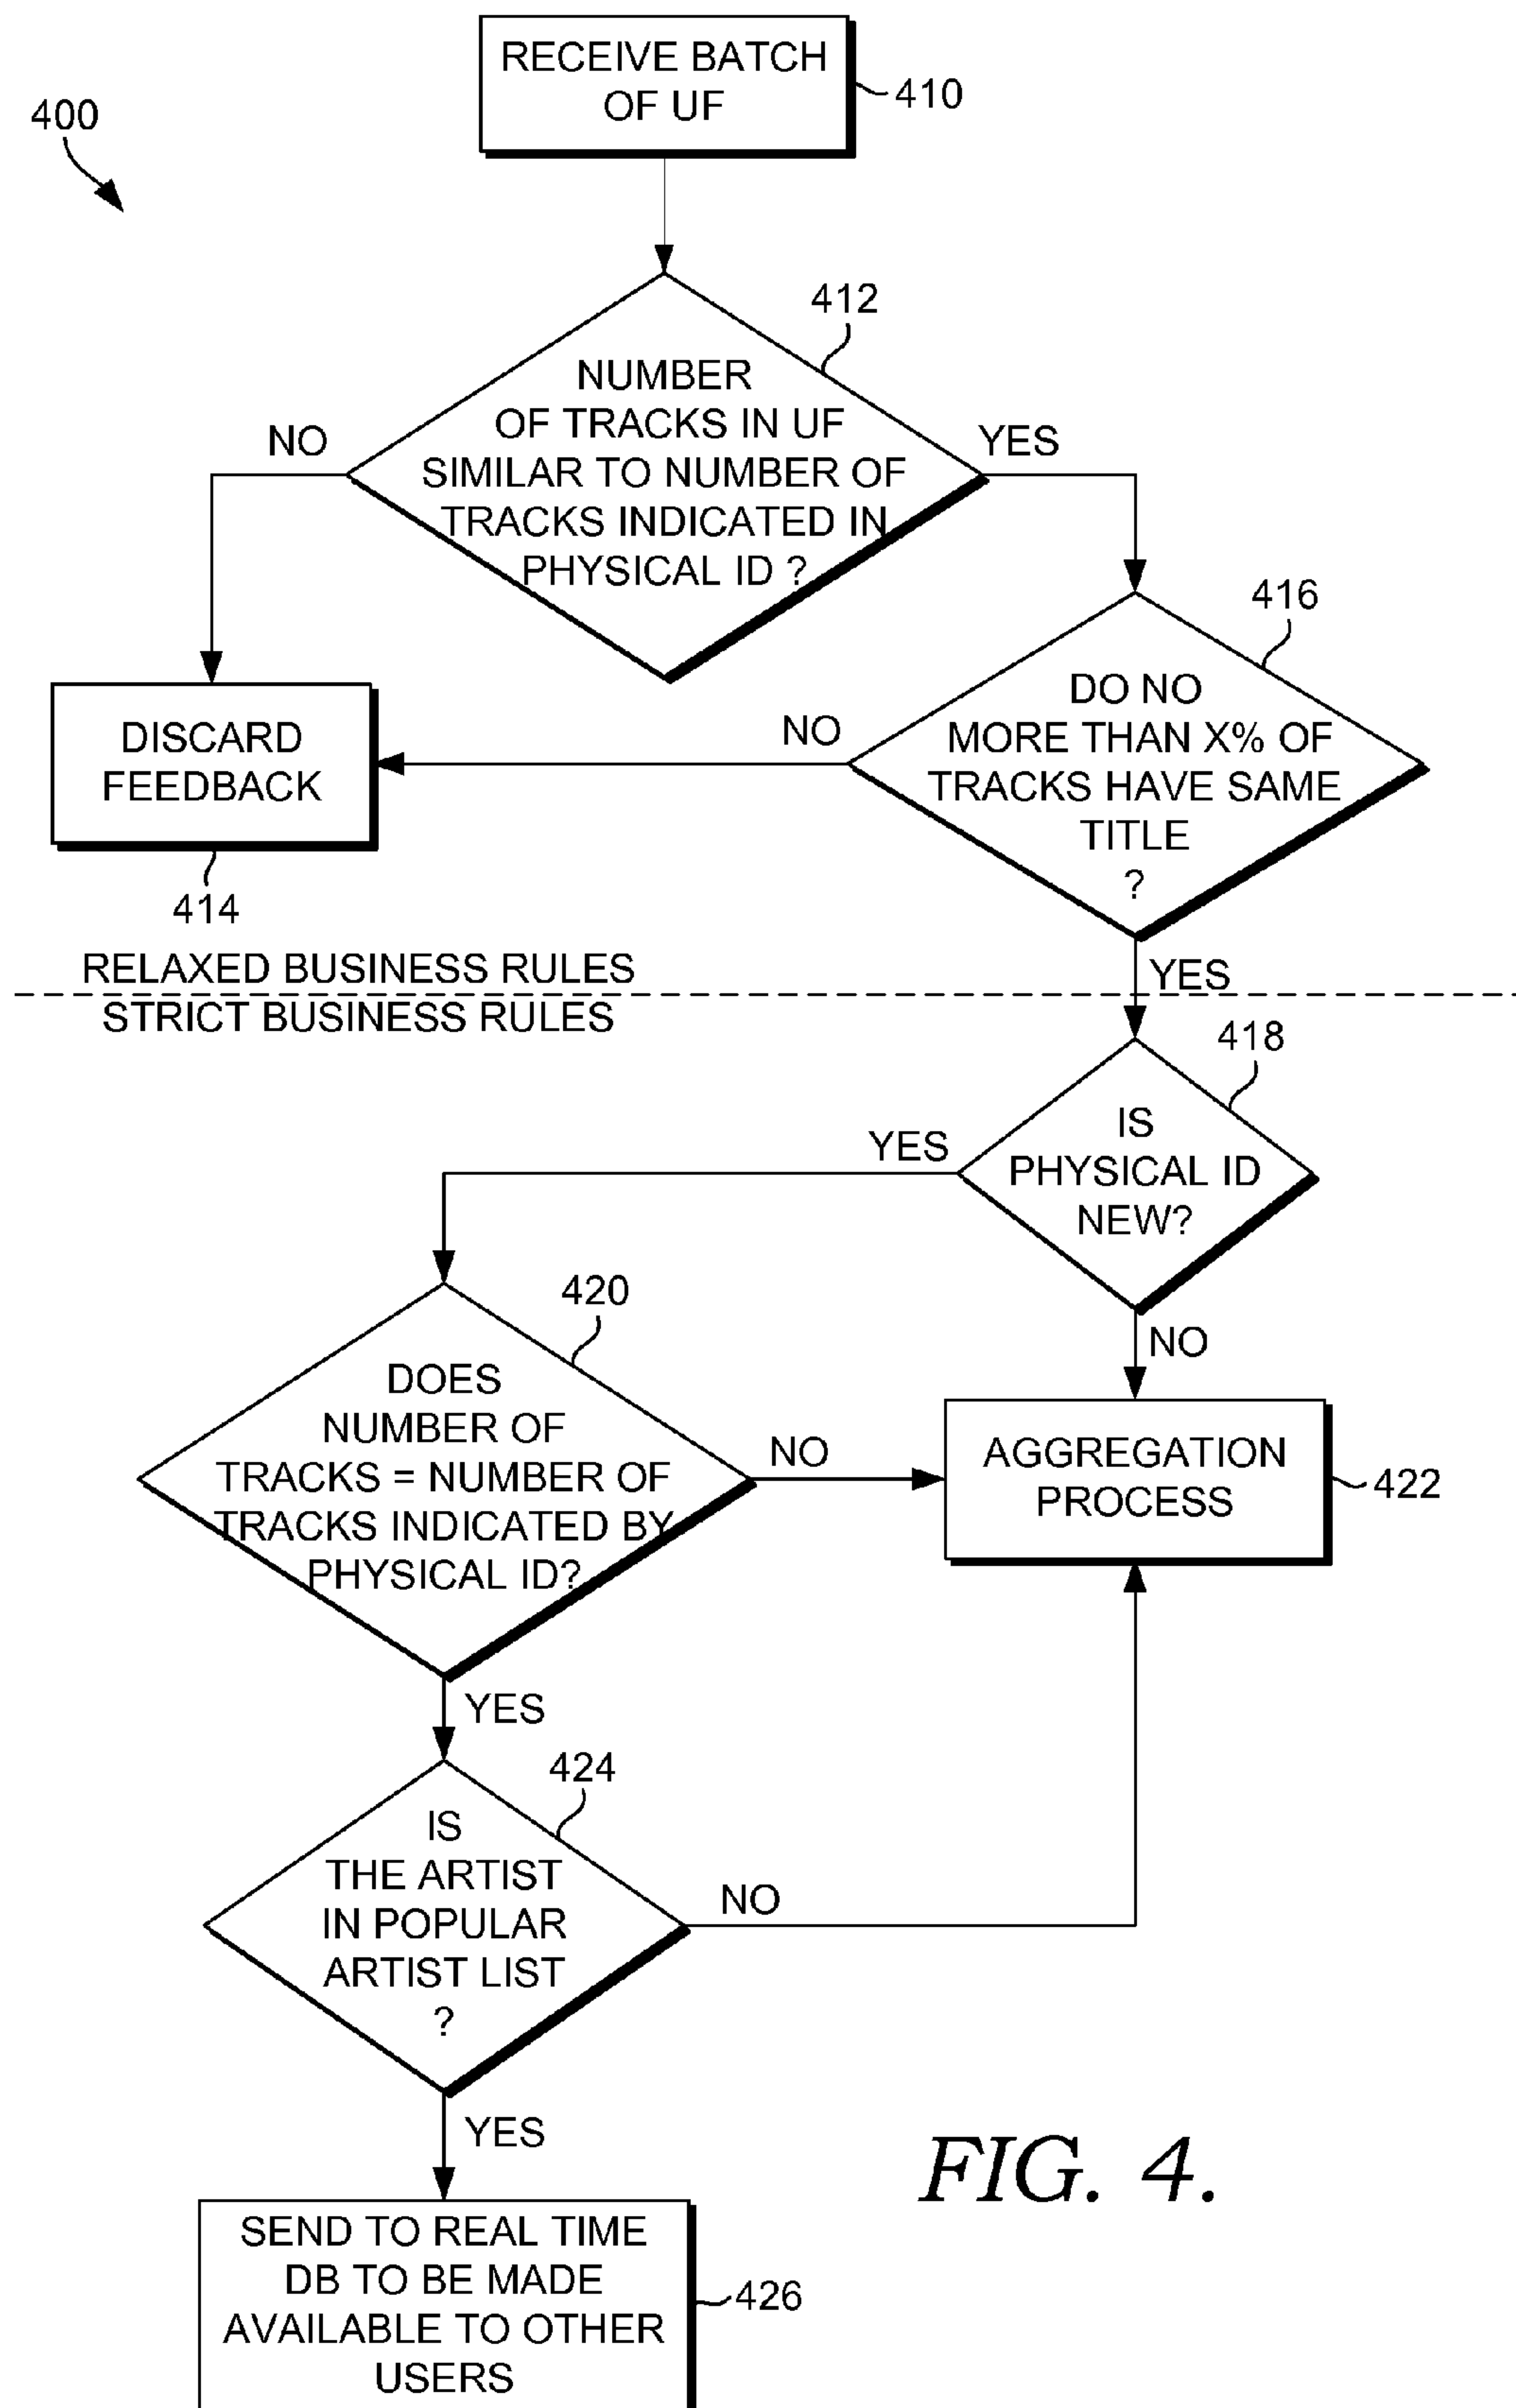 RECEIVE BATCH
OF UF
410
400
412
NUMBER
OF TRACKS IN UF
SIMILAR TO NUMBER OF
TRACKS INDICATED IN
PHYSICAL ID ?
NO
YES
416
DO NO
MORE THAN X% OF
TRACKS HAVE SAME
TITLE
?
NO
DISCARD
FEEDBACK
414
RELAXED BUSINESS RULES
YES
STRICT BUSINESS RULES
418
IS
PHYSICAL ID
NEW?
YES
NO
420
DOES
NUMBER OF
TRACKS = NUMBER OF
TRACKS INDICATED BY
PHYSICAL ID?
NO
AGGREGATION
PROCESS
422
YES
424
IS
THE ARTIST
IN POPULAR
ARTIST LIST
?
NO
YES
SEND TO REAL TIME
DB TO BE MADE
AVAILABLE TO OTHER
USERS
426
FIG. 4.